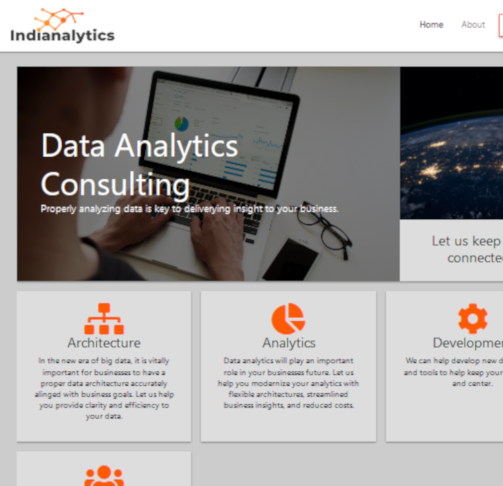 Indianalytics
Home About
Data Analytics
Consulting
Properly analyzing data is key to deliverying insight to your business.
Let us keep
connecte
Architecture
In the new era of big data, it is vitally
important for businesses to have a
proper data architecture accurately
alinged with business goals. Let us help
you provide clarity and efficiency to
your data.
Analytics
Data analytics will play an important
role in your businesses future. Let us
help you modernize your analytics with
flexible architectures, streamlined
business insights, and reduced costs.
Developmen
We can help develop new d
and tools to help keep your
and center.